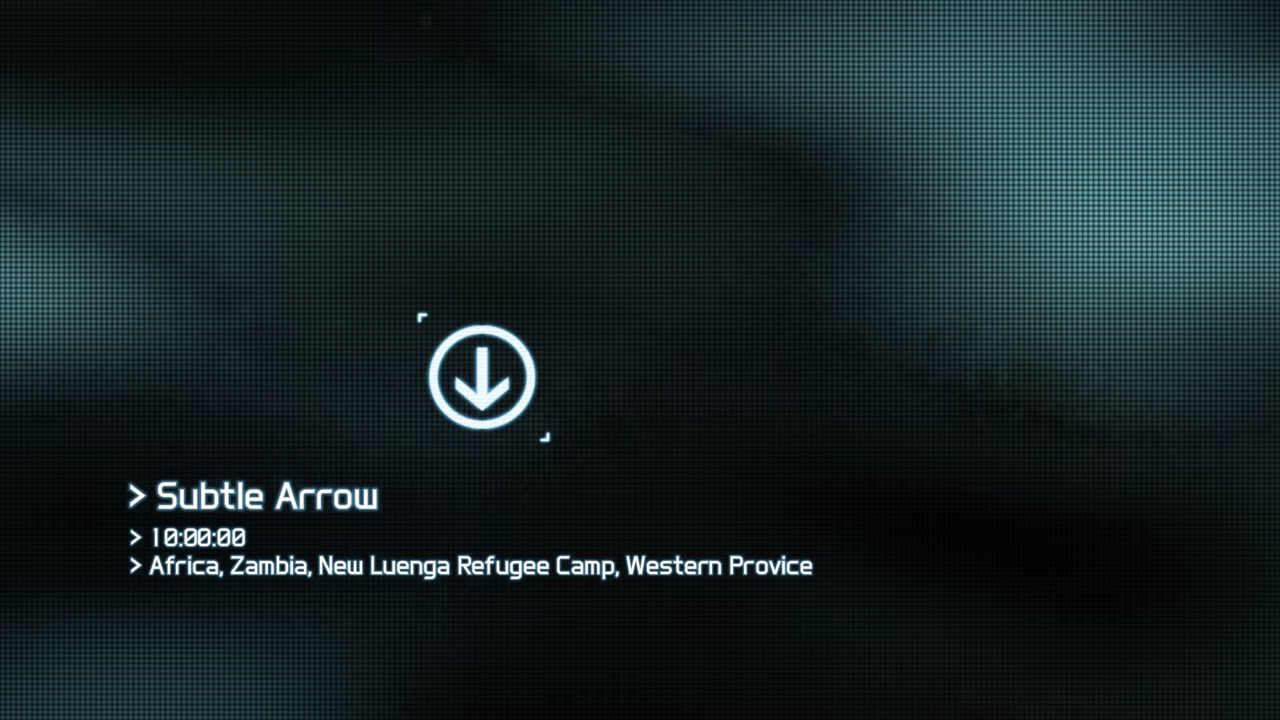 > Subtle Arrow
> 10:00:00
> Africa, Zambia, New Luenga Refugee Camp, Western Provice